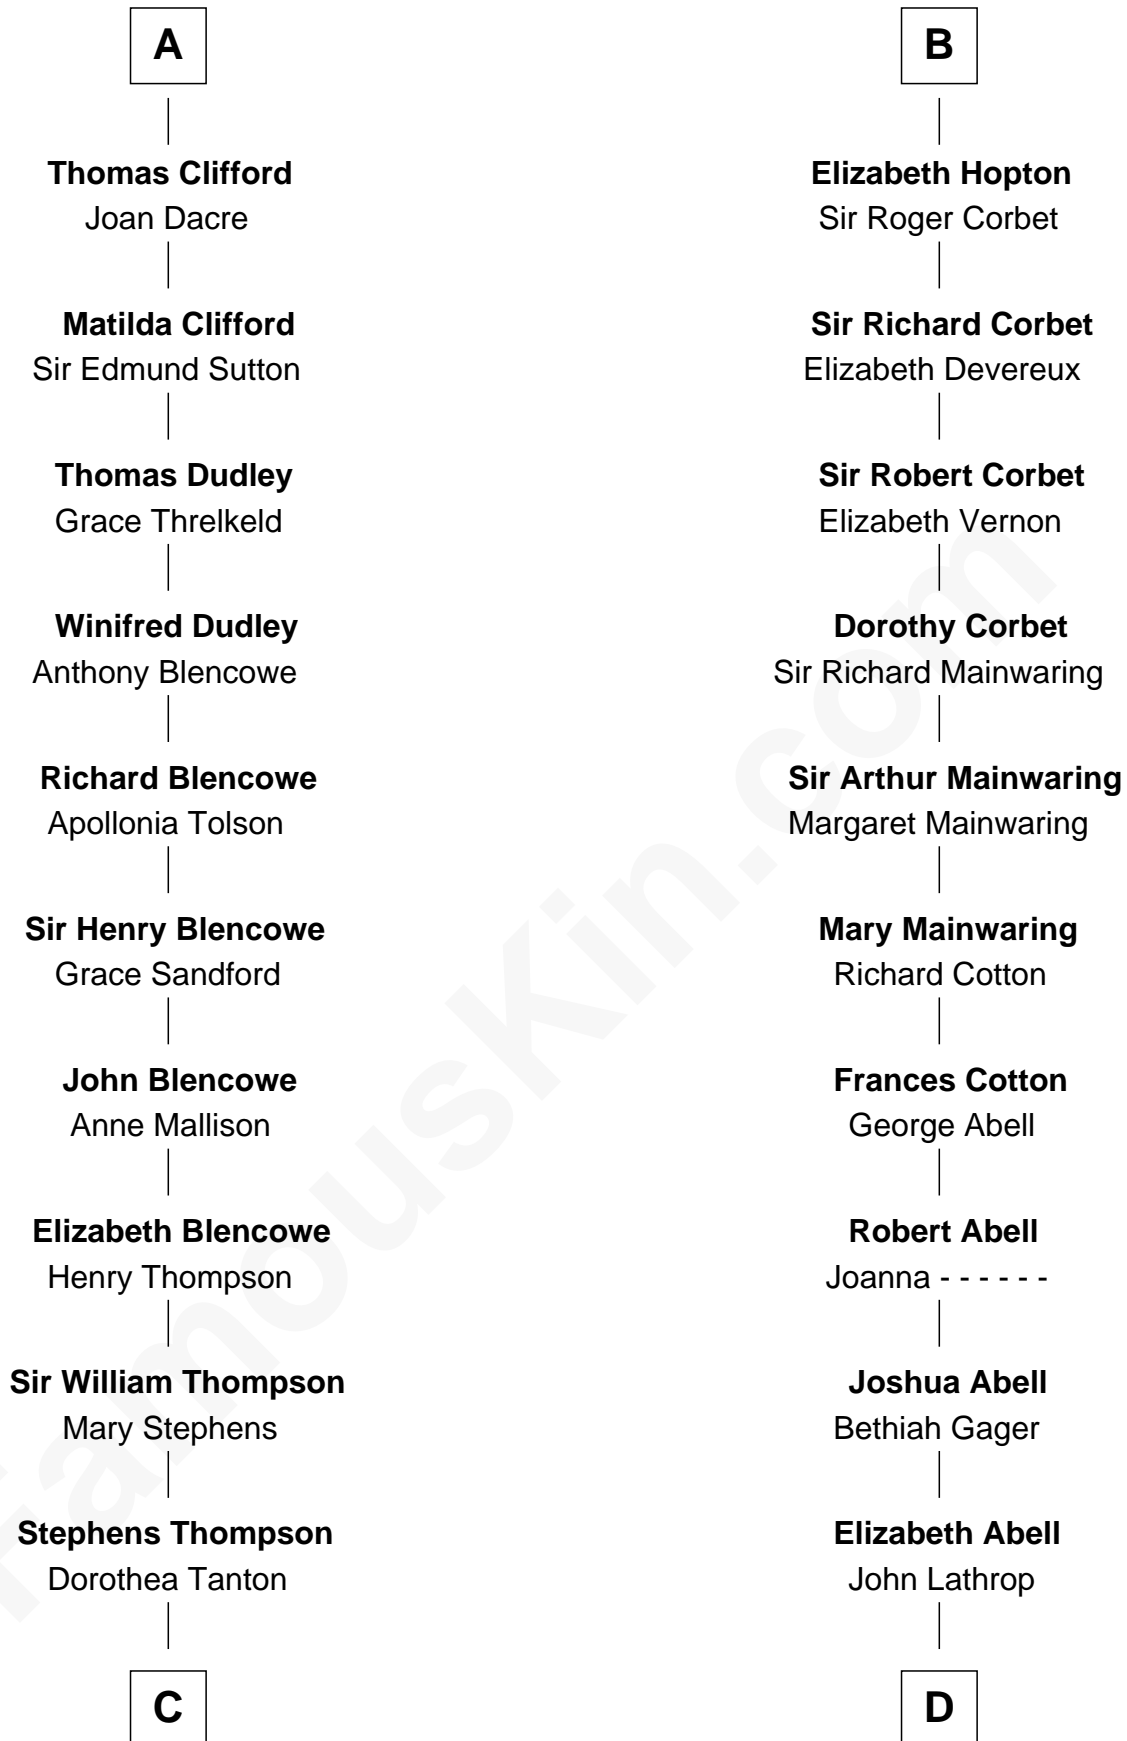 A
Thomas Clifford
Joan Dacre
Matilda Clifford
Sir Edmund Sutton
Thomas Dudley
Grace Threlkeld
Winifred Dudley
Anthony Blencowe
Richard Blencowe
Apollonia Tolson
Sir Henry Blencowe
Grace Sandford
John Blencowe
Anne Mallison
Elizabeth Blencowe
Henry Thompson
Sir William Thompson
Mary Stephens
Stephens Thompson
Dorothea Tanton
C
B
Elizabeth Hopton
Sir Roger Corbet
Sir Richard Corbet
Elizabeth Devereux
Sir Robert Corbet
Elizabeth Vernon
Dorothy Corbet
Sir Richard Mainwaring
Sir Arthur Mainwaring
Margaret Mainwaring
Mary Mainwaring
Richard Cotton
Frances Cotton
George Abell
Robert Abell
Joanna - - - - - -
Joshua Abell
Bethiah Gager
Elizabeth Abell
John Lathrop
D
FamousKin.com